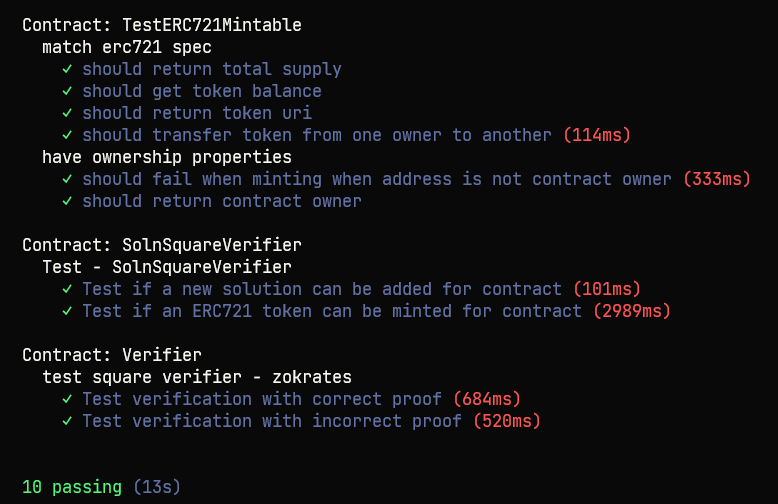 Contract: TestERC721Mintable
match erc721 spec
✓ should return total supply
✓ should get token balance
✓ should return token uri
✓ should transfer token from one owner to another (114ms)
have ownership properties
✓ should fail when minting when address is not contract owner (333ms)
✓ should return contract owner
Contract: SolnSquareVerifier
Test - SolnSquareVerifier
✓ Test if a new solution can be added for contract (101ms)
✓ Test if an ERC721 token can be minted for contract (2989ms)
Contract: Verifier
test square verifier - zokrates
✓ Test verification with correct proof (684ms)
✓ Test verification with incorrect proof (520ms)
10 passing (13s)